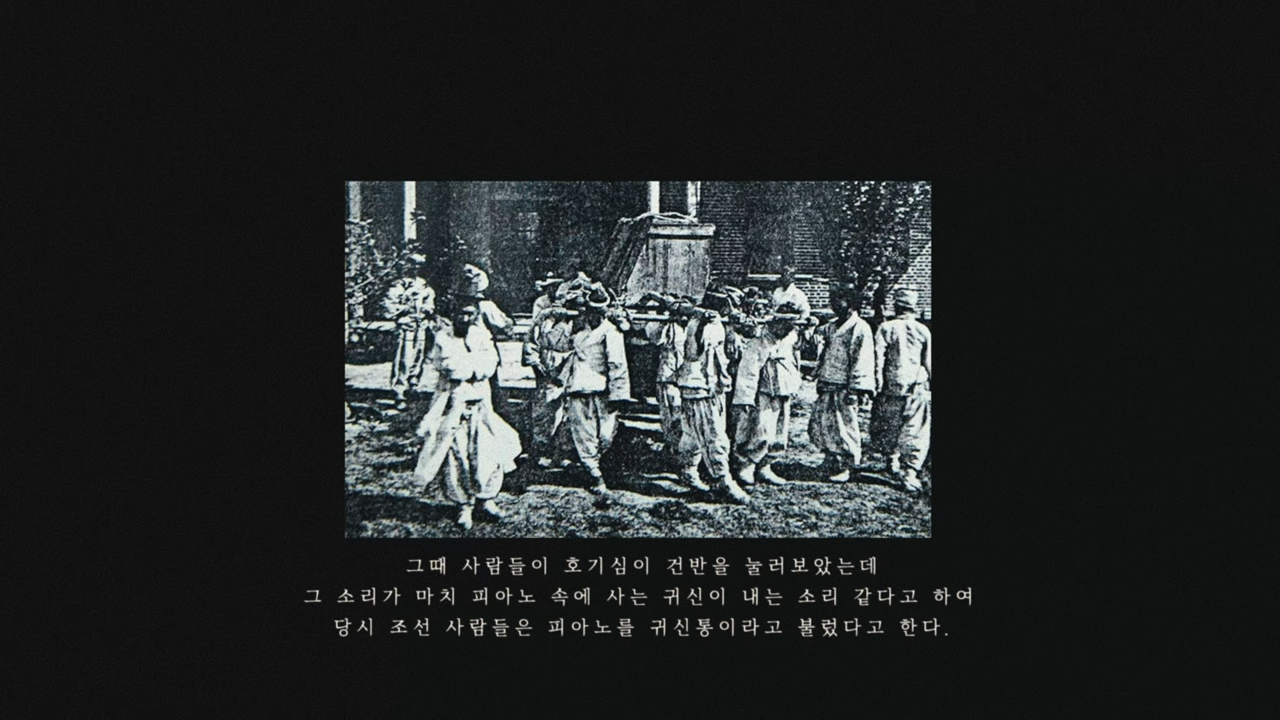 그때 사람들이 호기심이 건반을 눌러보았는데
그 소리가 마치 피아노 속에 사는 귀신이 내는 소리 같다고 하여
당시 조선 사람들은 피아노를 귀신통이라고 불렀다고 한다.